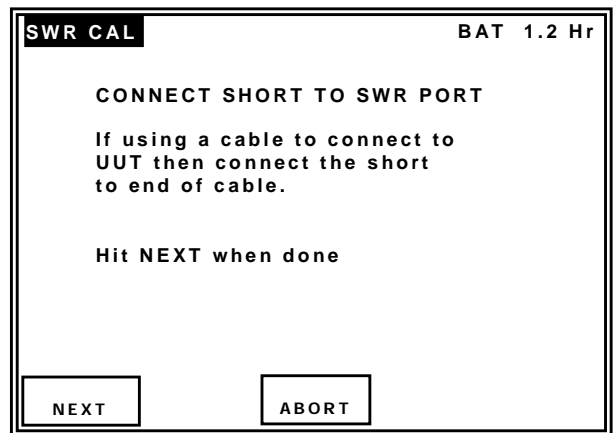 SWR CAL BAT 1.2 Hr
CONNECT SHORT TO SWR PORT
If using a cable to connect to
UUT then connect the short
to end of cable.
Hit NEXT when done
NEXT ABORT